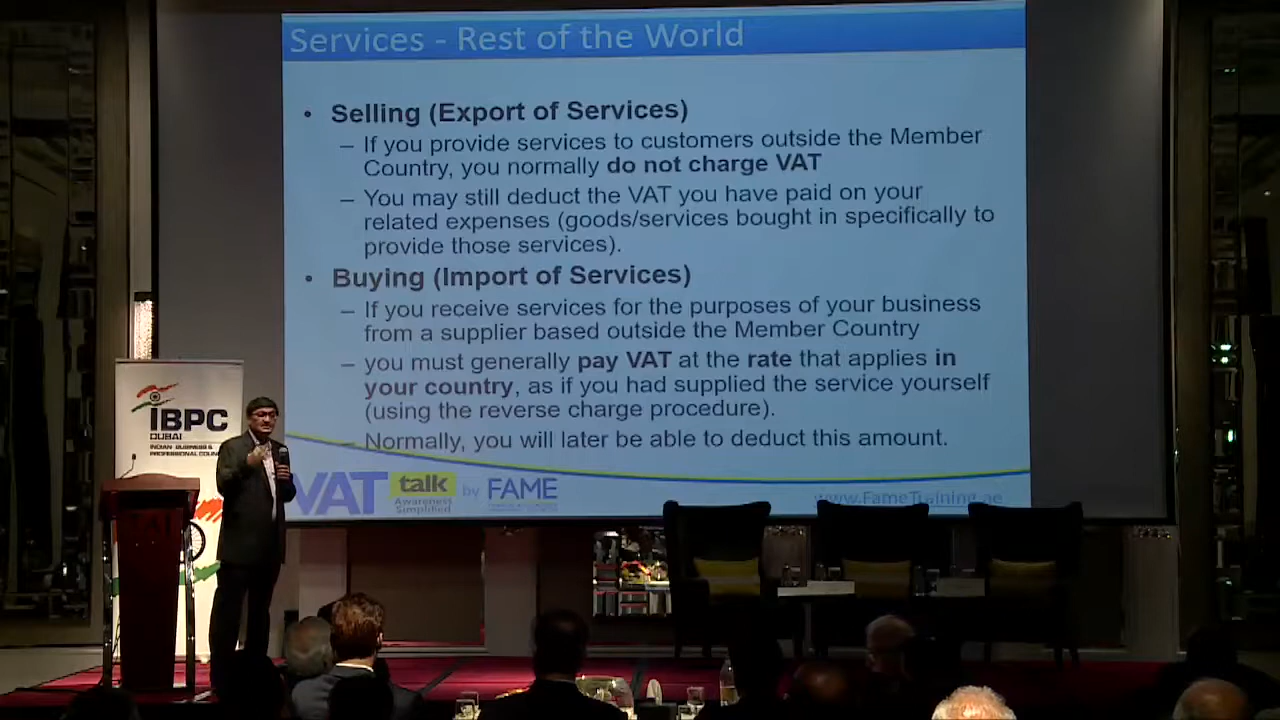 Services - Rest of the World
• Selling (Export of Services)
– If you provide services to customers outside the Member
Country, you normally do not charge VAT
– You may still deduct the VAT you have paid on your
related expenses (goods/services bought in specifically to
provide those services).
• Buying (Import of Services)
– If you receive services for the purposes of your business
from a supplier based outside the Member Country
– you must generally pay VAT at the rate that applies in
your country, as if you had supplied the service yourself
(using the reverse charge procedure).
– Normally, you will later be able to deduct this amount.
VAT talk by FAME
Awareness
Simplified
www.FameTraining.ae
IBPC
DUBAI
INDIAN BUSINESS &
PROFESSIONAL
TAJ